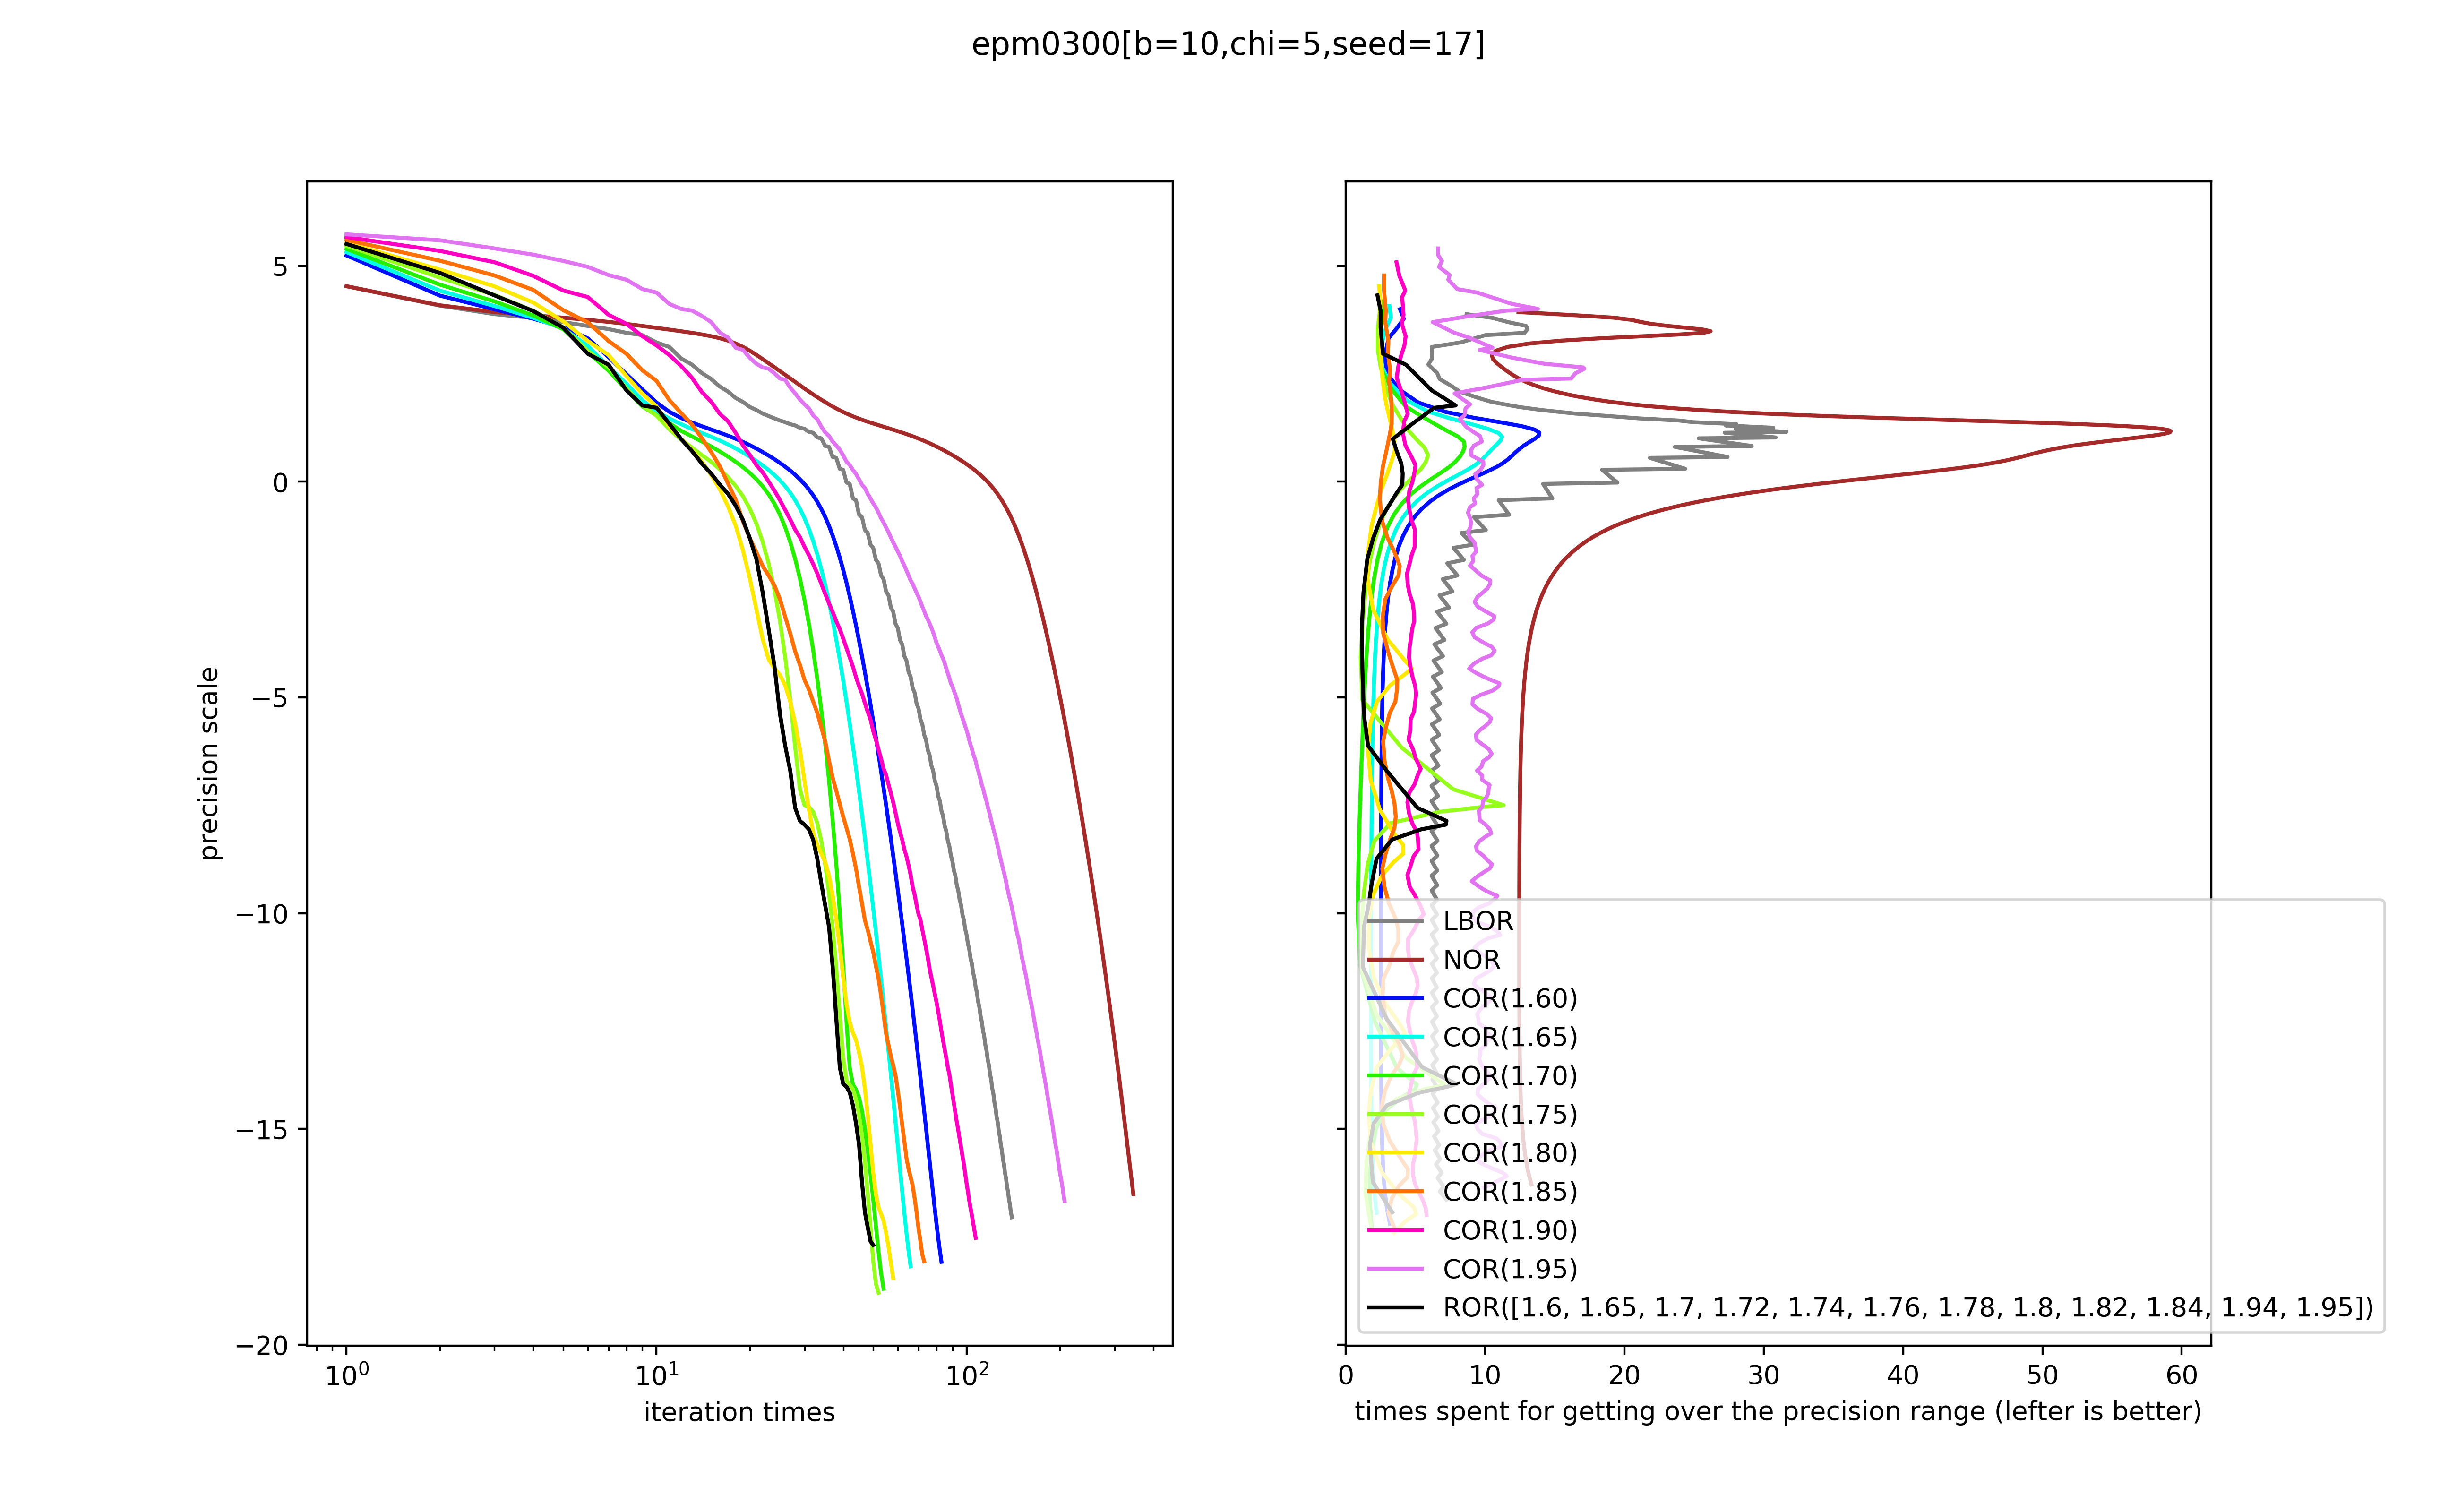 epm0300[b=10,chi=5,seed=17]
5
0
−5
−10
−15
−20
precision scale
10⁰
10¹
10²
iteration times
LBOR
NOR
COR(1.60)
COR(1.65)
COR(1.70)
COR(1.75)
COR(1.80)
COR(1.85)
COR(1.90)
COR(1.95)
ROR([1.6, 1.65, 1.7, 1.72, 1.74, 1.76, 1.78, 1.8, 1.82, 1.84, 1.94, 1.95])
0
10
20
30
40
50
60
times spent for getting over the precision range (lefter is better)